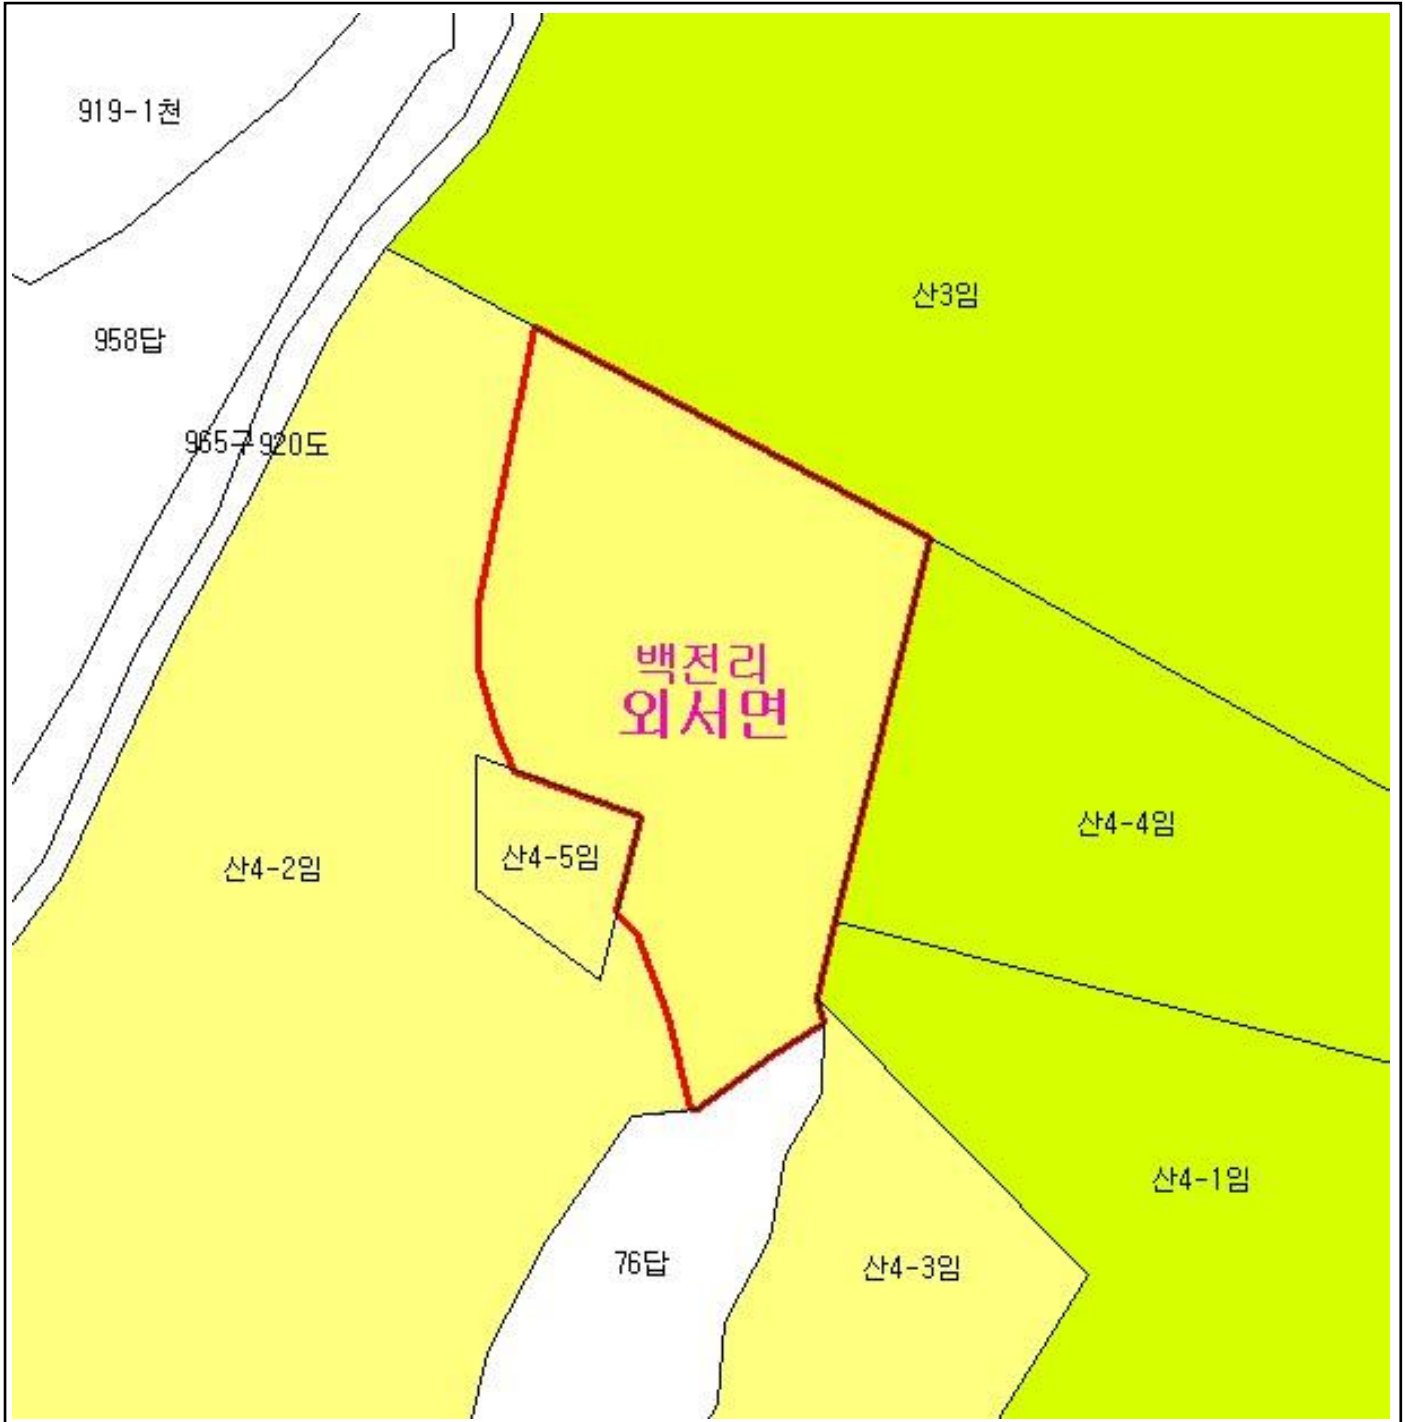 919-1천
산3임
958답
965구 920도
백전리
외서면
산4-4임
산4-5임
산4-2임
산4-1임
76답
산4-3임